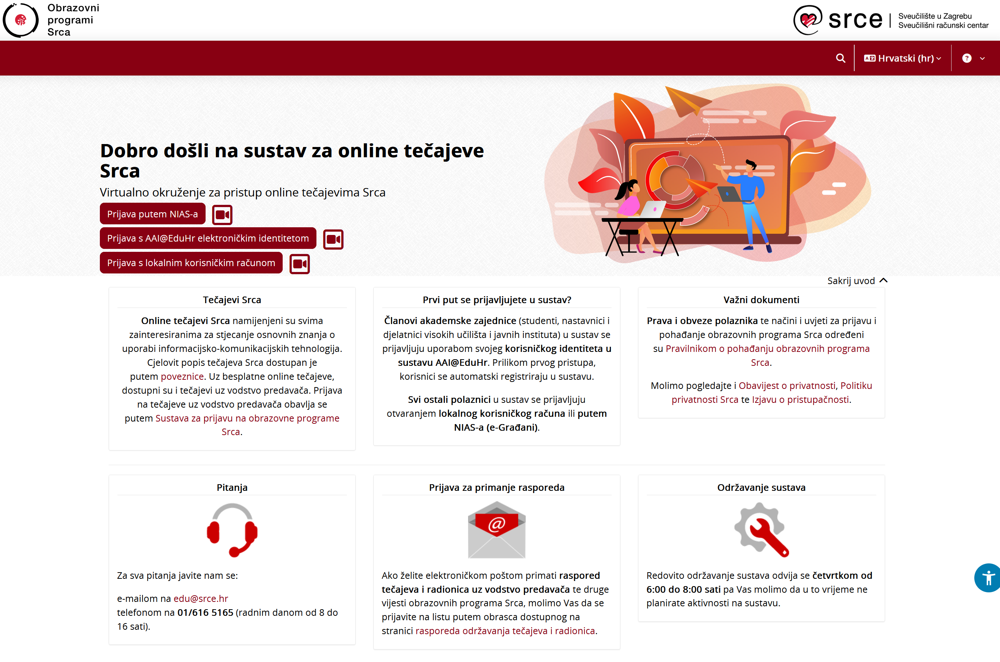 Obrazovni
programi
Srca
srce
Sveučilište u Zagrebu
Sveučilišni računski centar
Hrvatski (hr)
Dobro došli na sustav za online tečajeve
Srca
Virtualno okruženje za pristup online tečajevima Srca
Prijava putem NIAS-a
Prijava s AAI@EduHr elektroničkim identitetom
Prijava s lokalnim korisničkim računom
Sakrij uvod
Tečajevi Srca
Online tečajevi Srca namijenjeni su svima
zainteresiranima za stjecanje osnovnih znanja o
uporabi informacijsko-komunikacijskih tehnologija.
Cjelovit popis tečajeva Srca dostupan je
putem poveznice. Uz besplatne online tečajeve,
dostupni su i tečajevi uz vodstvo predavača. Prijava
na tečajeve uz vodstvo predavača obavlja se
putem Sustava za prijavu na obrazovne programe
Srca.
Prvi put se prijavljujete u sustav?
Članovi akademske zajednice (studenti, nastavnici i
djelatnici visokih učilišta i javnih instituta) u sustav se
prijavljuju uporabom svojeg korisničkog identiteta u
sustavu AAI@EduHr. Prilikom prvog pristupa,
korisnici se automatski registriraju u sustavu.
Svi ostali polaznici u sustav se prijavljuju
otvaranjem lokalnog korisničkog računa ili putem
NIAS-a (e-Građani).
Važni dokumenti
Prava i obveze polaznika te načini i uvjeti za prijavu i
pohađanje obrazovnih programa Srca određeni
su Pravilnikom o pohađanju obrazovnih programa
Srca.
Molimo pogledajte i Obavijest o privatnosti, Politiku
privatnosti Srca te Izjavu o pristupačnosti.
Pitanja
Za sva pitanja javite nam se:
e-mailom na edu@srce.hr
telefonom na 01/616 5165 (radnim danom od 8 do
16 sati).
Prijava za primanje rasporeda
@
Ako želite elektroničkom poštom primati raspored
tečajeva i radionica uz vodstvo predavača te druge
vijesti obrazovnih programa Srca, molimo Vas da se
prijavite na listu putem obrasca dostupnog na
stranici rasporeda održavanja tečajeva i radionica.
Održavanje sustava
Redovito održavanje sustava odvija se četvrtkom od
6:00 do 8:00 sati pa Vas molimo da u to vrijeme ne
planirate aktivnosti na sustavu.